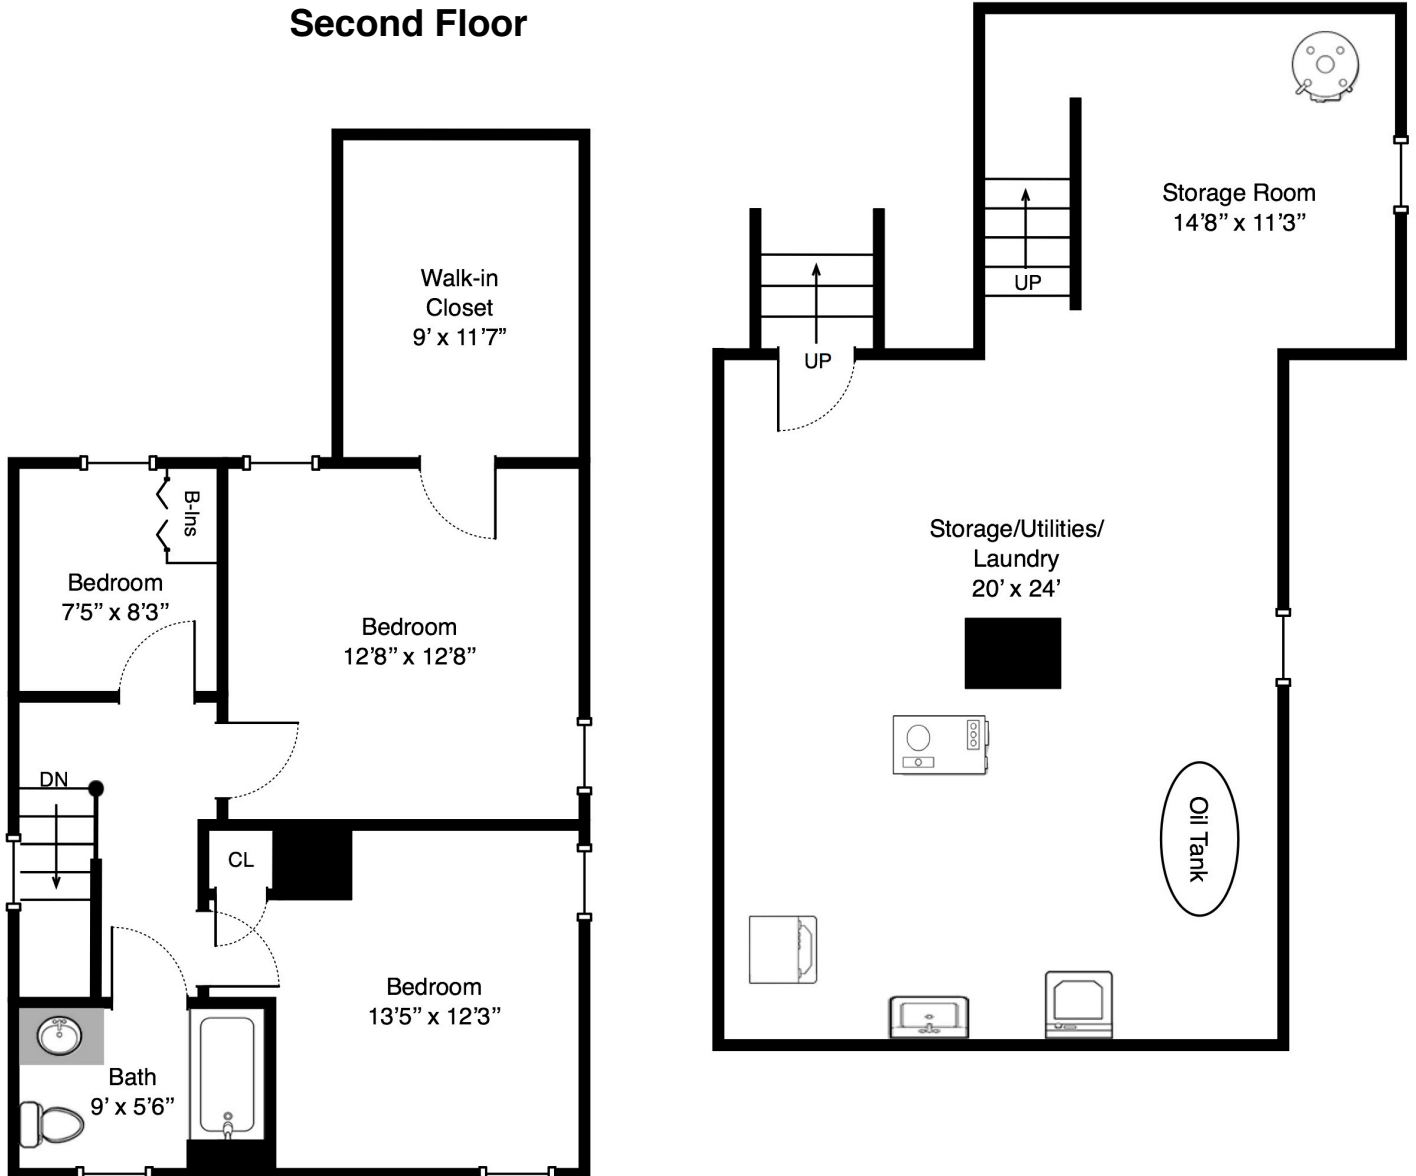 Second Floor
Walk-in
Closet
9’ x 11’7”
B-Ins
Bedroom
7’5” x 8’3”
Bedroom
12’8” x 12’8”
DN
CL
Bedroom
13’5” x 12’3”
Bath
9’ x 5’6”
Storage Room
14’8” x 11’3”
UP
UP
Storage/Utilities/
Laundry
20’ x 24’
Oil Tank